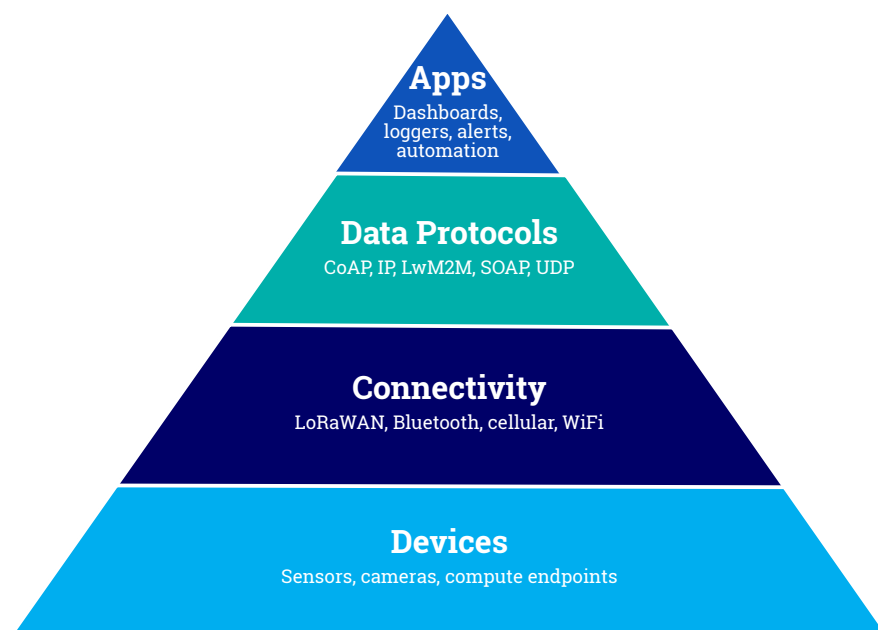 Apps
Dashboards,
loggers, alerts,
automation
Data Protocols
CoAP, IP, LwM2M, SOAP, UDP
Connectivity
LoRaWAN, Bluetooth, cellular, WiFi
Devices
Sensors, cameras, compute endpoints